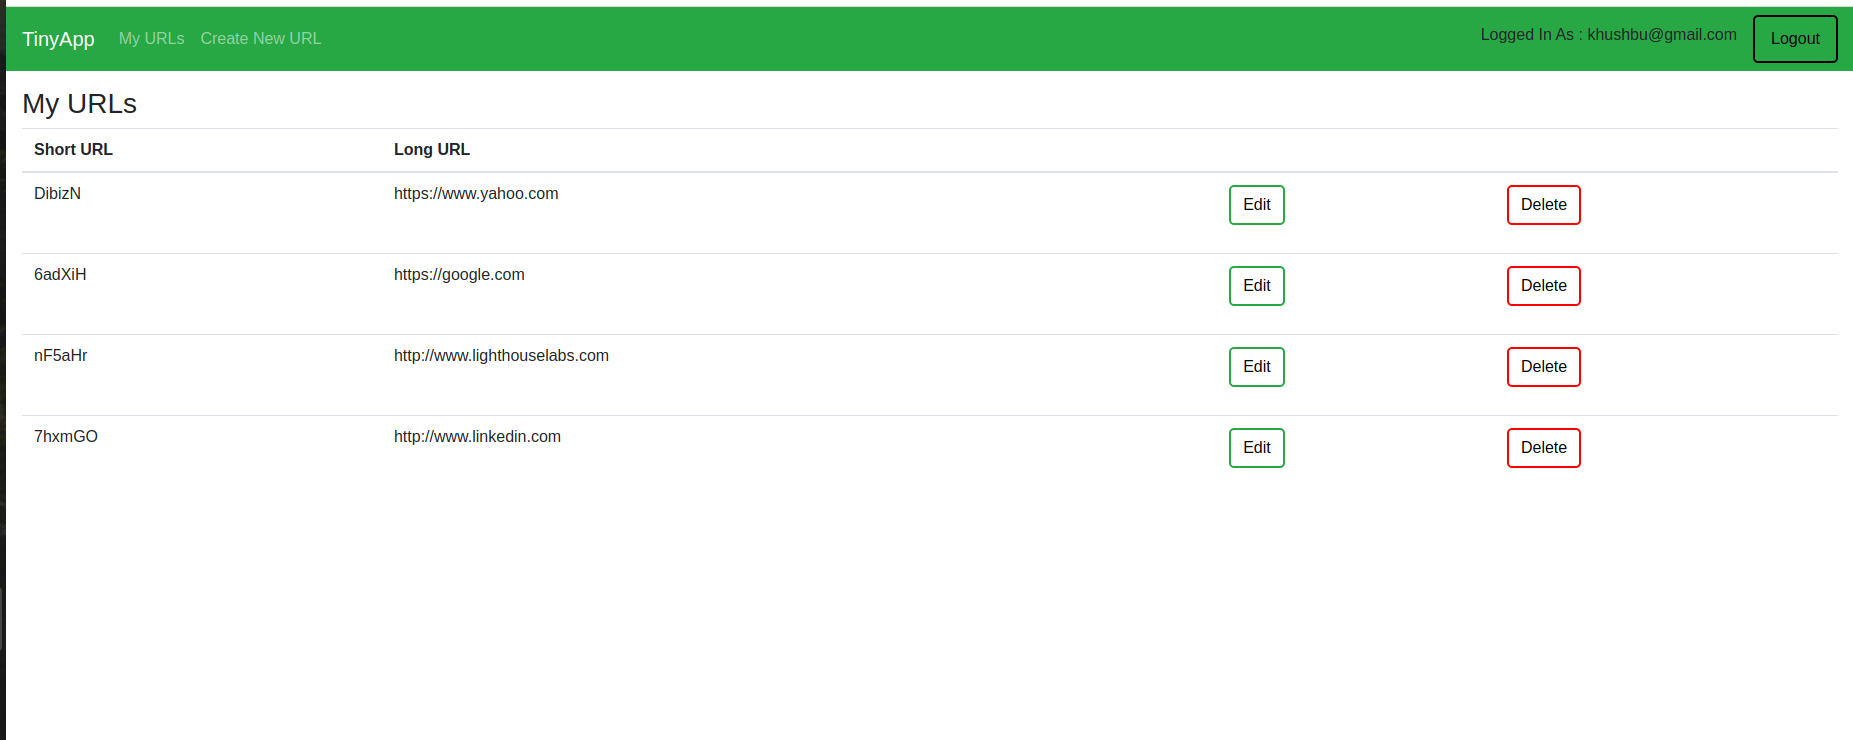 TinyApp My URLs Create New URL Logged In As : khushbu@gmail.com Logout
My URLs
Short URL Long URL
DibizN https://www.yahoo.com Edit Delete
6adXiH https://google.com Edit Delete
nF5aHr http://www.lighthouselabs.com Edit Delete
7hxmGO http://www.linkedin.com Edit Delete